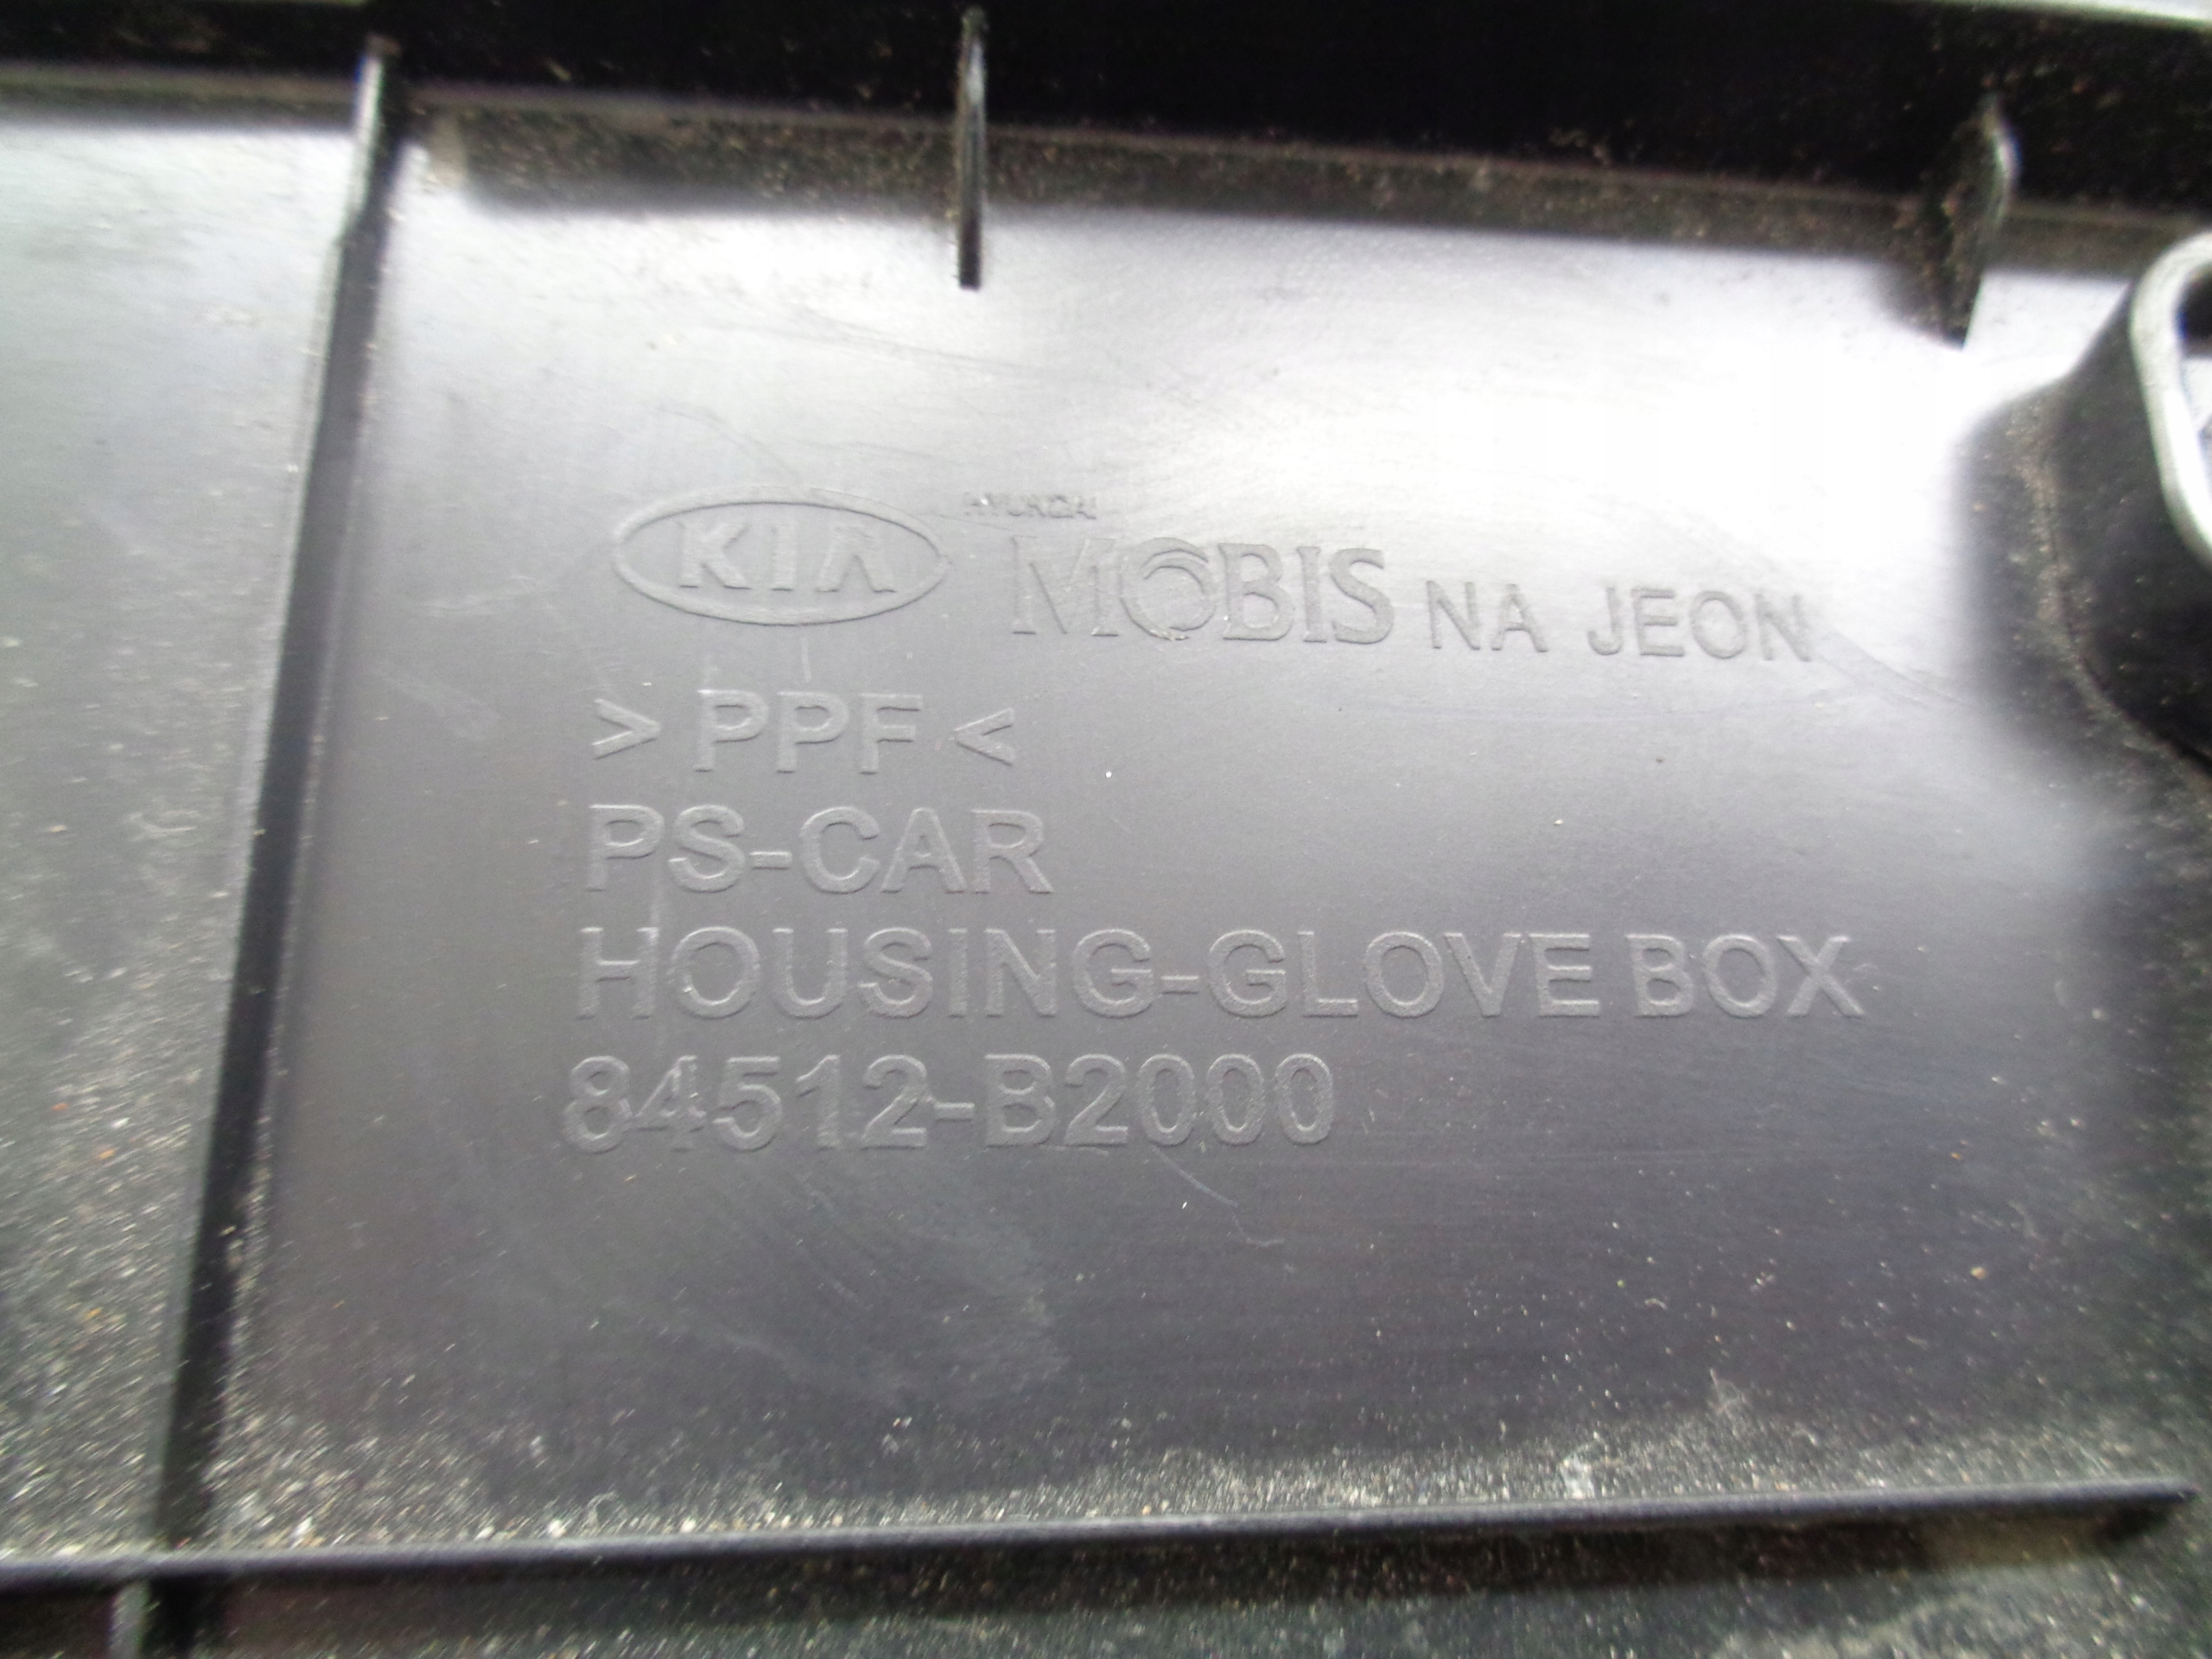 KIA HYUNDAI MOBIS NA JEON
> PPF <
PS-CAR
HOUSING-GLOVE BOX
84512-B2000